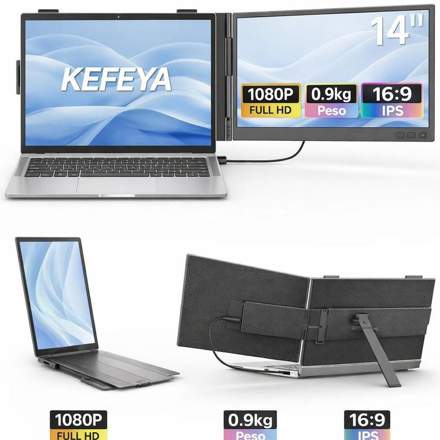 14"
KEFEYA
1080P
FULL HD
0.9kg
Peso
16:9
IPS
1080P
FULL HD
0.9kg
Peso
16:9
IPS